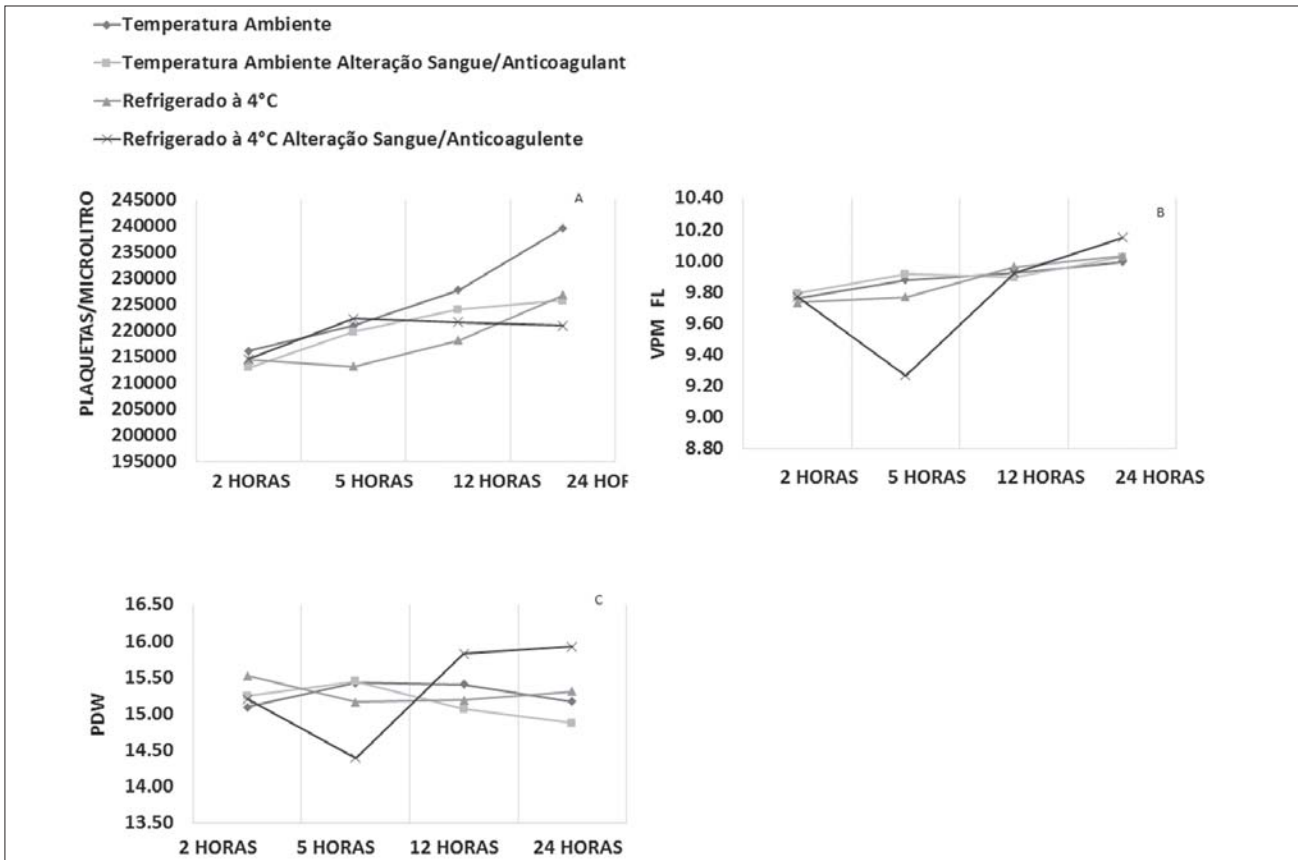 Temperatura Ambiente
Temperatura Ambiente Alteração Sangue/Anticoagulant
Refrigerado à 4°C
Refrigerado à 4°C Alteração Sangue/Anticoagulente
A
PLAQUETAS/MICROLITRO
245000
240000
235000
230000
225000
220000
215000
210000
205000
200000
195000
2 HORAS 5 HORAS 12 HORAS 24 HOF
B
VPM FL
10.40
10.20
10.00
9.80
9.60
9.40
9.20
9.00
8.80
2 HORAS 5 HORAS 12 HORAS 24 HORAS
C
PDW
16.50
16.00
15.50
15.00
14.50
14.00
13.50
2 HORAS 5 HORAS 12 HORAS 24 HORAS